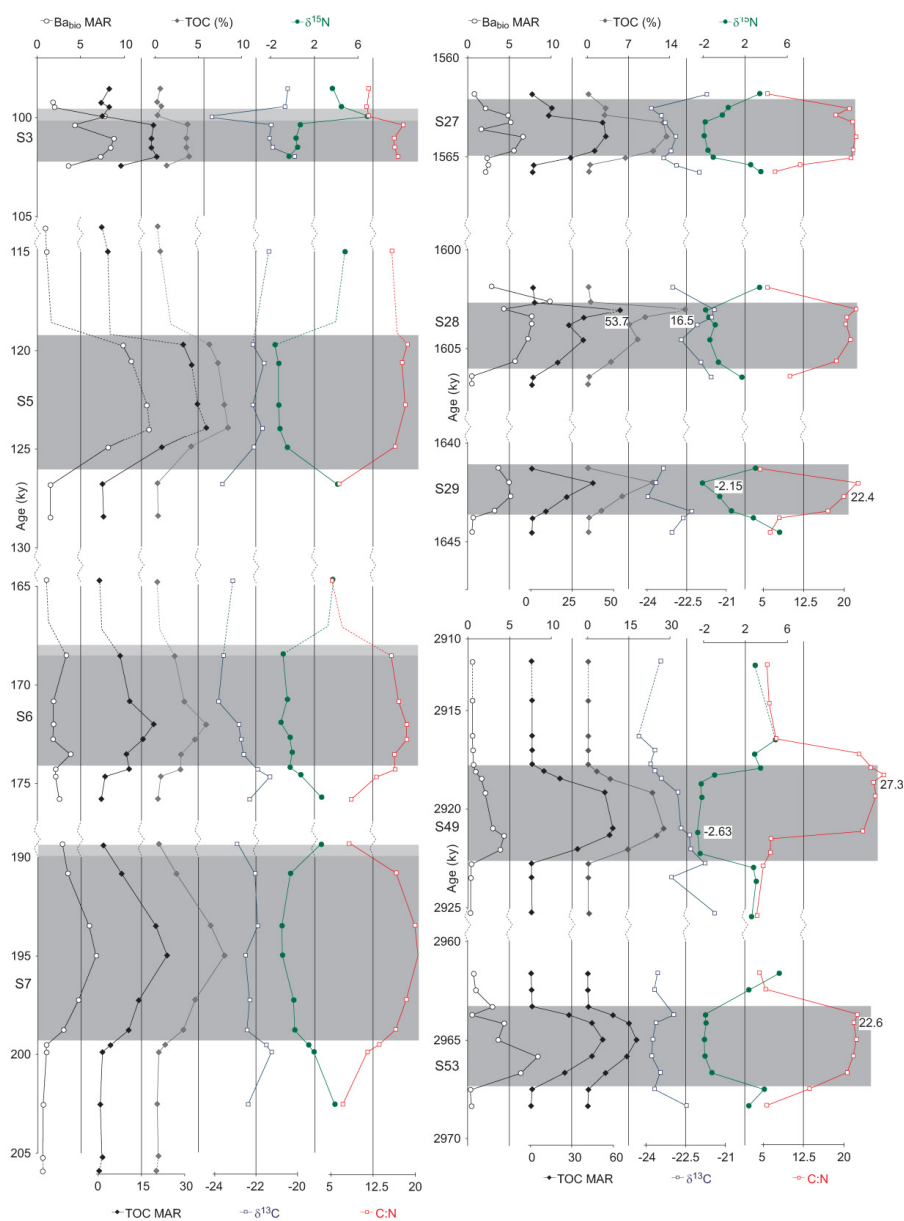 Ba_bio MAR TOC (%) δ15N
0 5 10 0 5 -2 2 6
100
S3
105
115
120
S5
125
Age (ky)
130
165
170
S6
175
190
195
S7
200
205
0 15 30 -24 -22 -20 12.5 20
TOC MAR δ13C C:N
Ba_bio MAR TOC (%) δ15N
0 5 10 0 7 14 -2 2 6
1560
S27
1565
1600
S28
53.7 16.5
1605
Age (ky)
1640
S29
-2.15
22.4
1645
0 25 50 -24 -22.5 -21 5 12.5 20
0 5 10 0 15 30 -2 2 6
2910
2920
27.3
S49
-2.63
Age (ky)
2925
2960
22.6
2965
S53
2970
0 30 60 -24 -22.5 -21 5 12.5 20
TOC MAR δ13C C:N